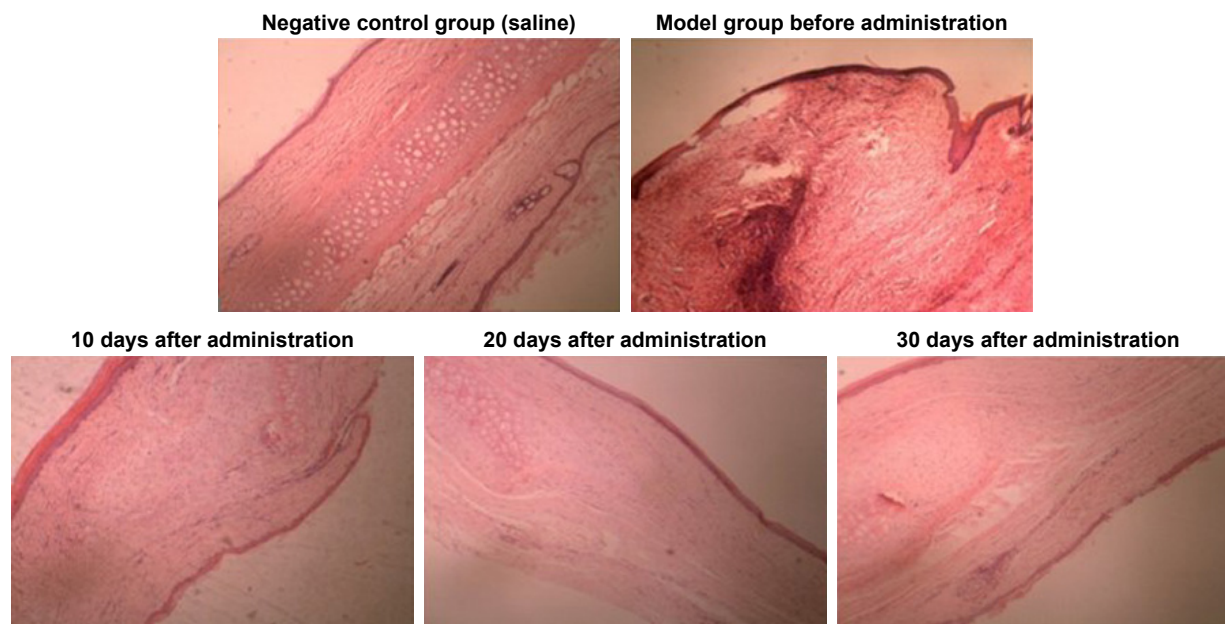 Negative control group (saline)
Model group before administration
10 days after administration
20 days after administration
30 days after administration